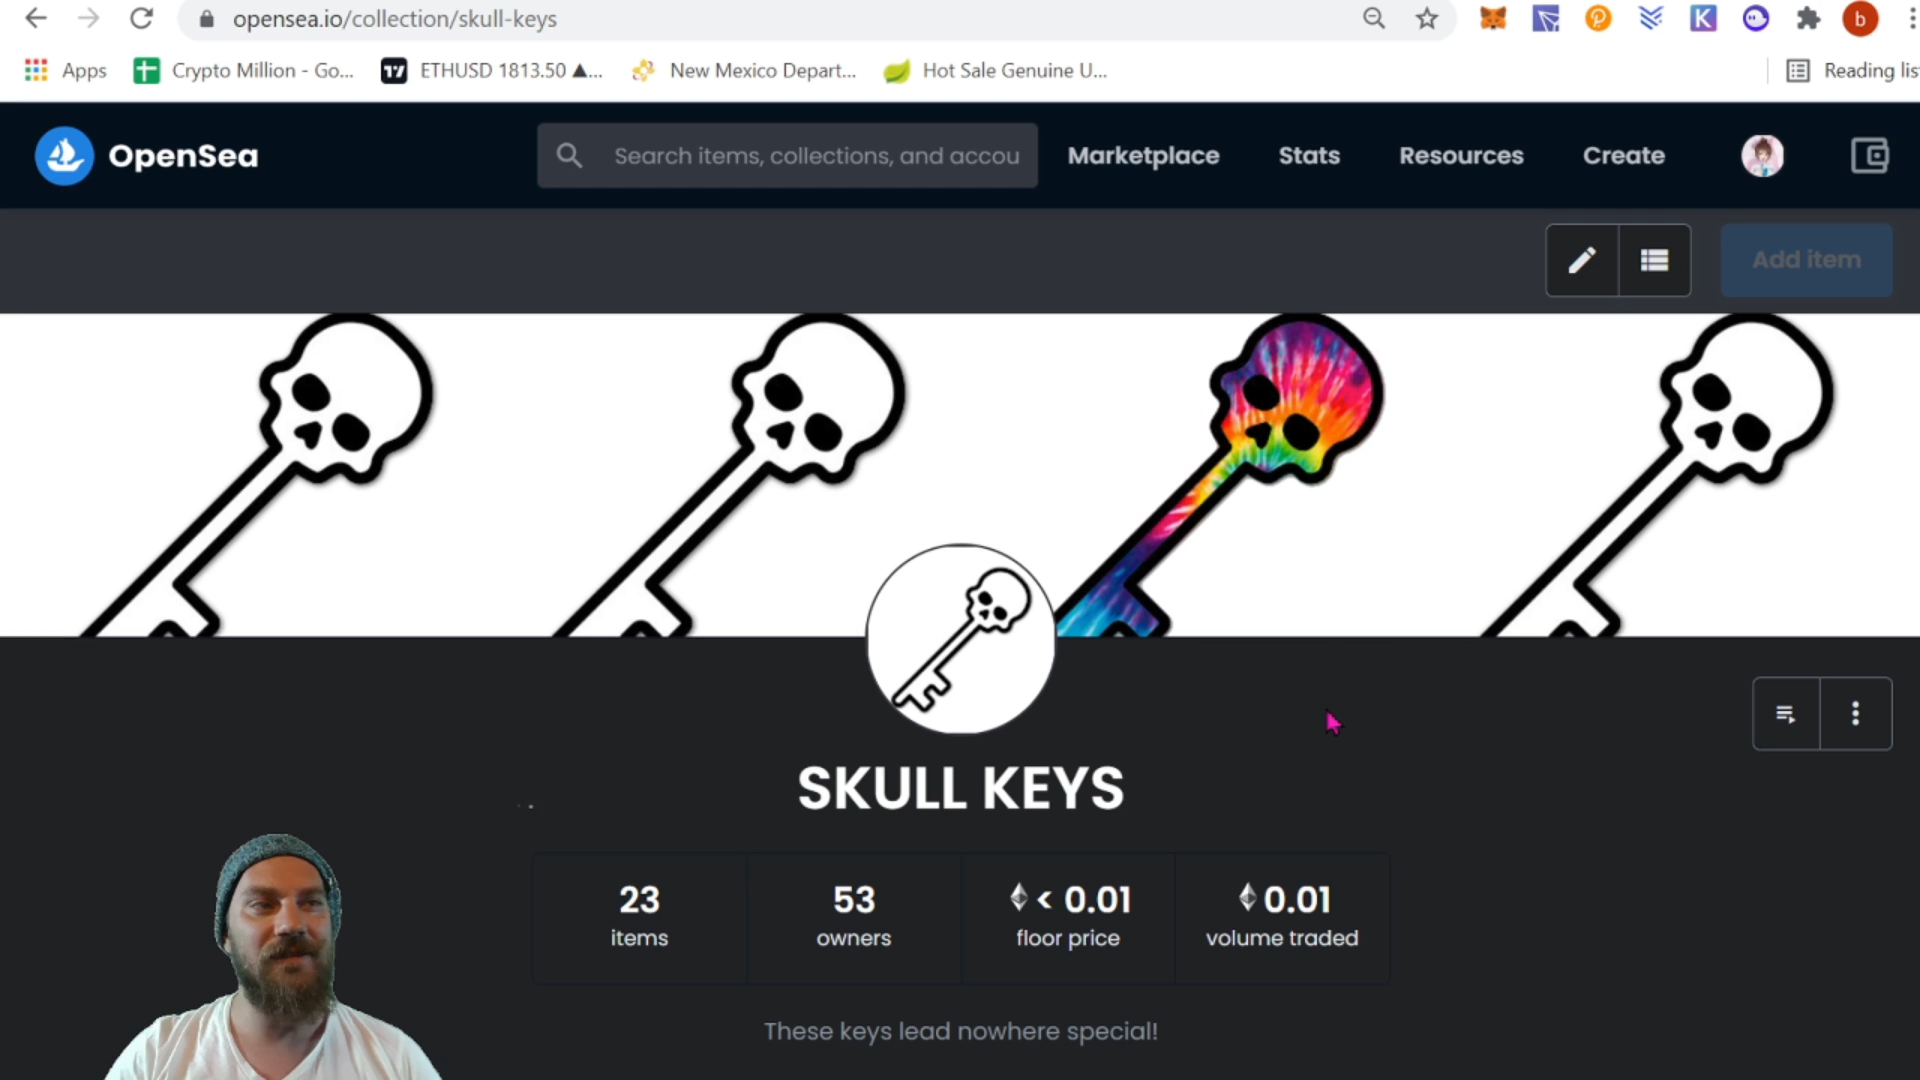 opensea.io/collection/skull-keys
b
Apps
Crypto Million - Go...
17 ETHUSD 1813.50 ▲...
New Mexico Depart...
Hot Sale Genuine U...
Reading lis
OpenSea
Search items, collections, and accou
Marketplace
Stats
Resources
Create
Add item
SKULL KEYS
23
items
53
owners
< 0.01
floor price
0.01
volume traded
These keys lead nowhere special!